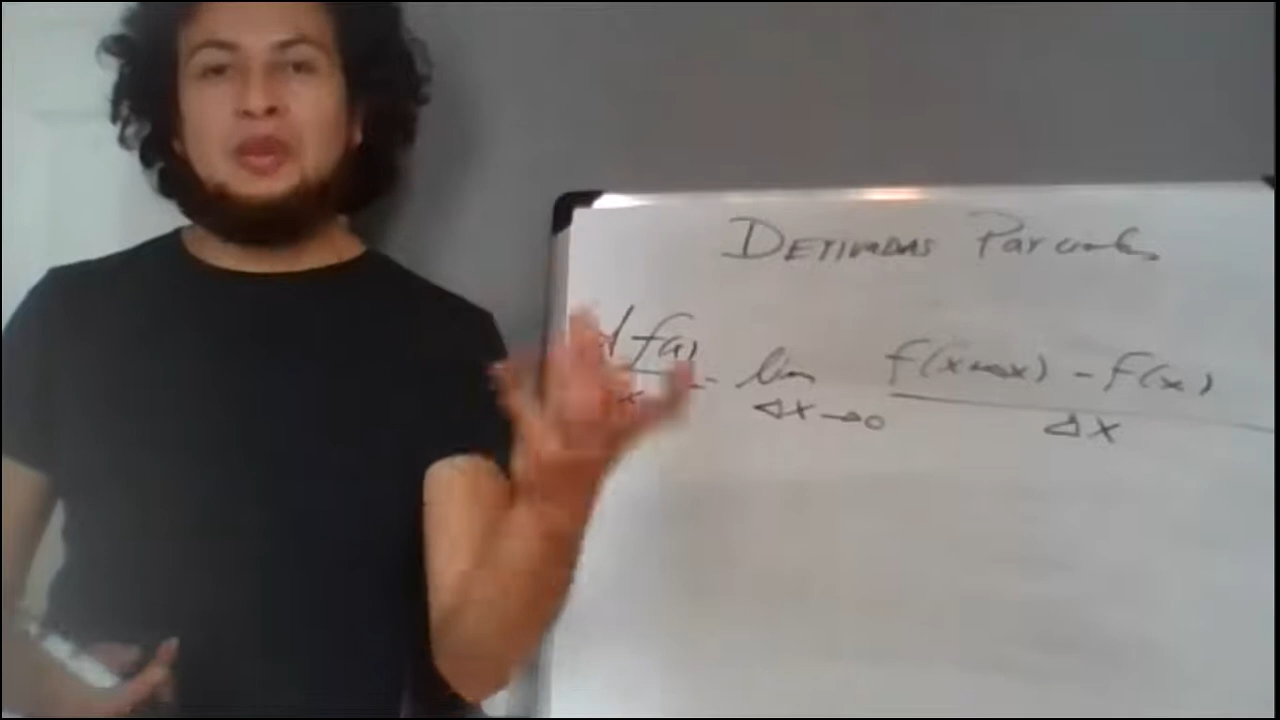 Derivadas Parciales
d f(x) = lim f(x+Δx) - f(x)
x Δx→0 Δx